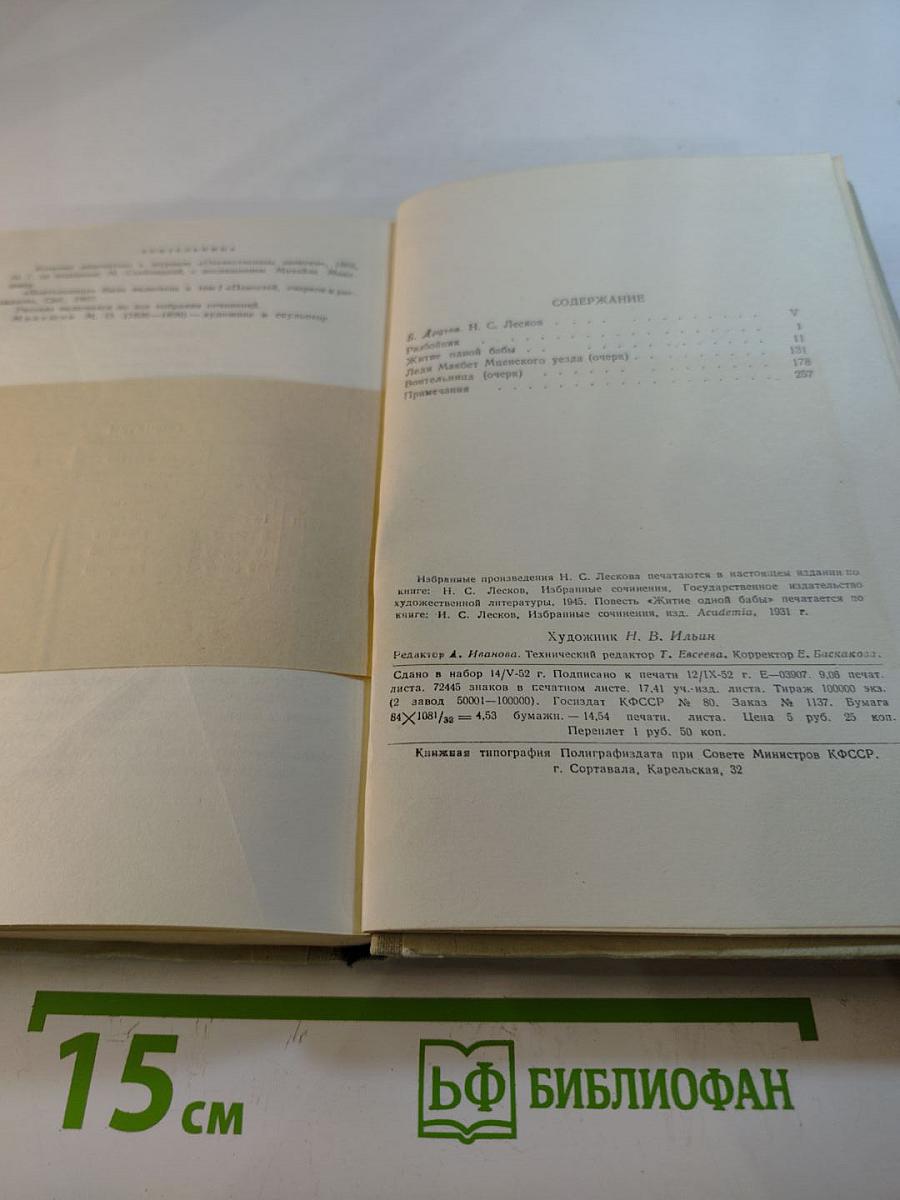 ВОИТЕЛЬНИЦА
СОДЕРЖАНИЕ
Б. Другов. Н. С. Лесков . . . . . . . . . V
Разбойник . . . . . . . . . 1
Житие одной бабы . . . . . . . . . 11
Леди Макбет Мценского уезда (очерк) . . . . . . . . . 131
Воительница (очерк) . . . . . . . . . 178
Примечания . . . . . . . . . 257
Избранные произведения Н. С. Лескова печатаются в настоящем издании по
книге: Н. С. Лесков, Избранные сочинения, Государственное издательство
художественной литературы, 1945. Повесть «Житие одной бабы» печатается по
книге: Н. С. Лесков, Избранные сочинения, изд. Academia, 1931 г.
Художник Н. В. Ильин
Редактор А. Иванова. Технический редактор Т. Евсеева. Корректор Е. Баскакова.
Сдано в набор 14/V-52 г. Подписано к печати 12/IX-52 г. Е—03907. 9,06 печат.
листа. 72445 знаков в печатном листе. 17,41 уч.-изд. листа. Тираж 100000 экз.
(2 завод 50001—100000). Госиздат КФССР № 80. Заказ № 1137. Бумага
84×1081/32 = 4,53 бумажн. — 14,54 печатн. листа. Цена 5 руб. 25 коп.
Переплет 1 руб. 50 коп.
Книжная типография Полиграфиздата при Совете Министров КФССР.
г. Сортавала, Карельская, 32
15 см
БФ БИБЛИОФАН